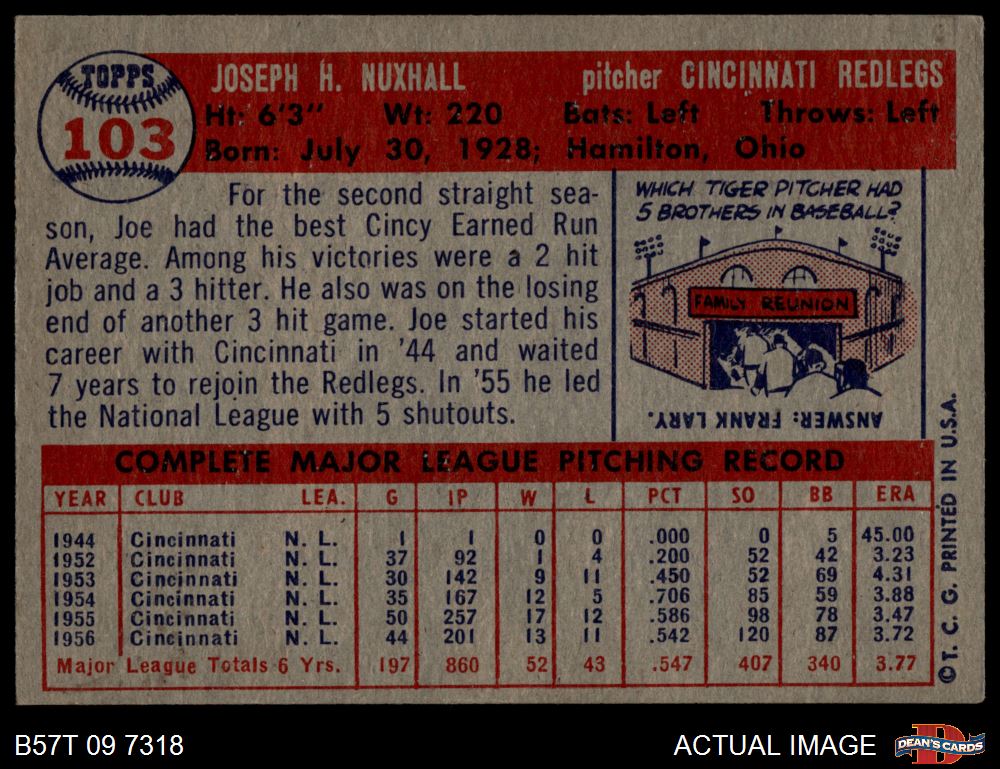 TOPPS
103
JOSEPH H. NUXHALL pitcher CINCINNATI REDLEGS
Ht: 6'3" Wt: 220 Bats: Left Throws: Left
Born: July 30, 1928; Hamilton, Ohio
For the second straight sea-
son, Joe had the best Cincy Earned Run
Average. Among his victories were a 2 hit
job and a 3 hitter. He also was on the losing
end of another 3 hit game. Joe started his
career with Cincinnati in '44 and waited
7 years to rejoin the Redlegs. In '55 he led
the National League with 5 shutouts.
WHICH TIGER PITCHER HAD
5 BROTHERS IN BASEBALL?
FAMILY REUNION
ANSWER: FRANK LARY.
COMPLETE MAJOR LEAGUE PITCHING RECORD
YEAR CLUB LEA. G IP W L PCT SO BB ERA
1944 Cincinnati N. L. 1 1 0 0 .000 0 5 45.00
1952 Cincinnati N. L. 37 92 1 4 .200 52 42 3.23
1953 Cincinnati N. L. 30 142 9 11 .450 52 69 4.31
1954 Cincinnati N. L. 35 167 12 5 .706 85 59 3.88
1955 Cincinnati N. L. 50 257 17 12 .586 98 78 3.47
1956 Cincinnati N. L. 44 201 13 11 .542 120 87 3.72
Major League Totals 6 Yrs. 197 860 52 43 .547 407 340 3.77
©T. C. G. PRINTED IN U.S.A.
B57T 09 7318
ACTUAL IMAGE
D
DEAN'S CARDS